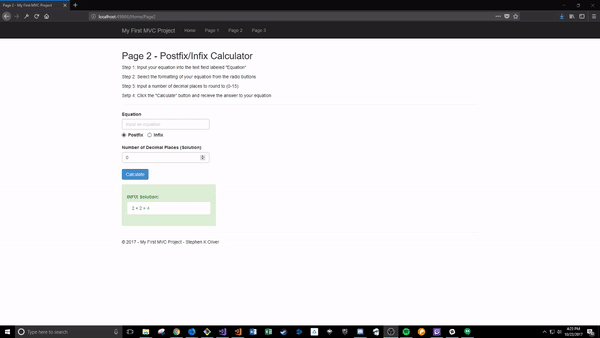 Page 2 - My First MVC Project
localhost:49886/Home/Page2
My First MVC Project Home Page 1 Page 2 Page 3
Page 2 - Postfix/Infix Calculator
Step 1: Input your equation into the text field labeled "Equation"
Step 2: Select the formatting of your equation from the radio buttons
Step 3: Input a number of decimal places to round to (0-15)
Setp 4: Click the "Calculate" button and receive the answer to your equation
Equation
Input an equation
Postfix Infix
Number of Decimal Places (Solution)
0
Calculate
INFIX Solution:
2 + 2 = 4
© 2017 - My First MVC Project - Stephen K Oliver
Type here to search
4:25 PM
10/23/2017